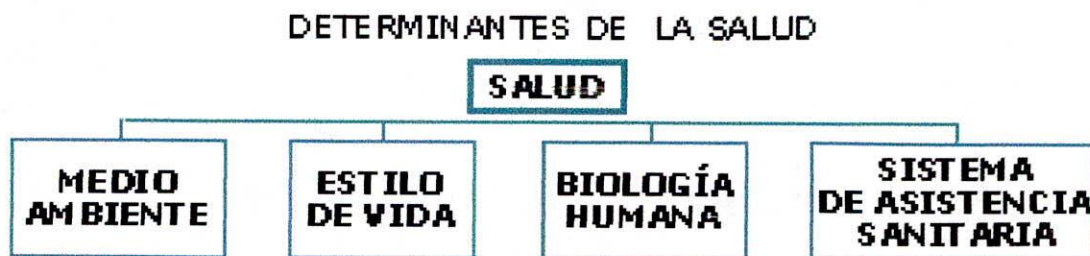 DETERMINANTES DE LA SALUD
SALUD
MEDIO
AMBIENTE
ESTILO
DE VIDA
BIOLOGÍA
HUMANA
SISTEMA
DE ASISTENCIA
SANITARIA